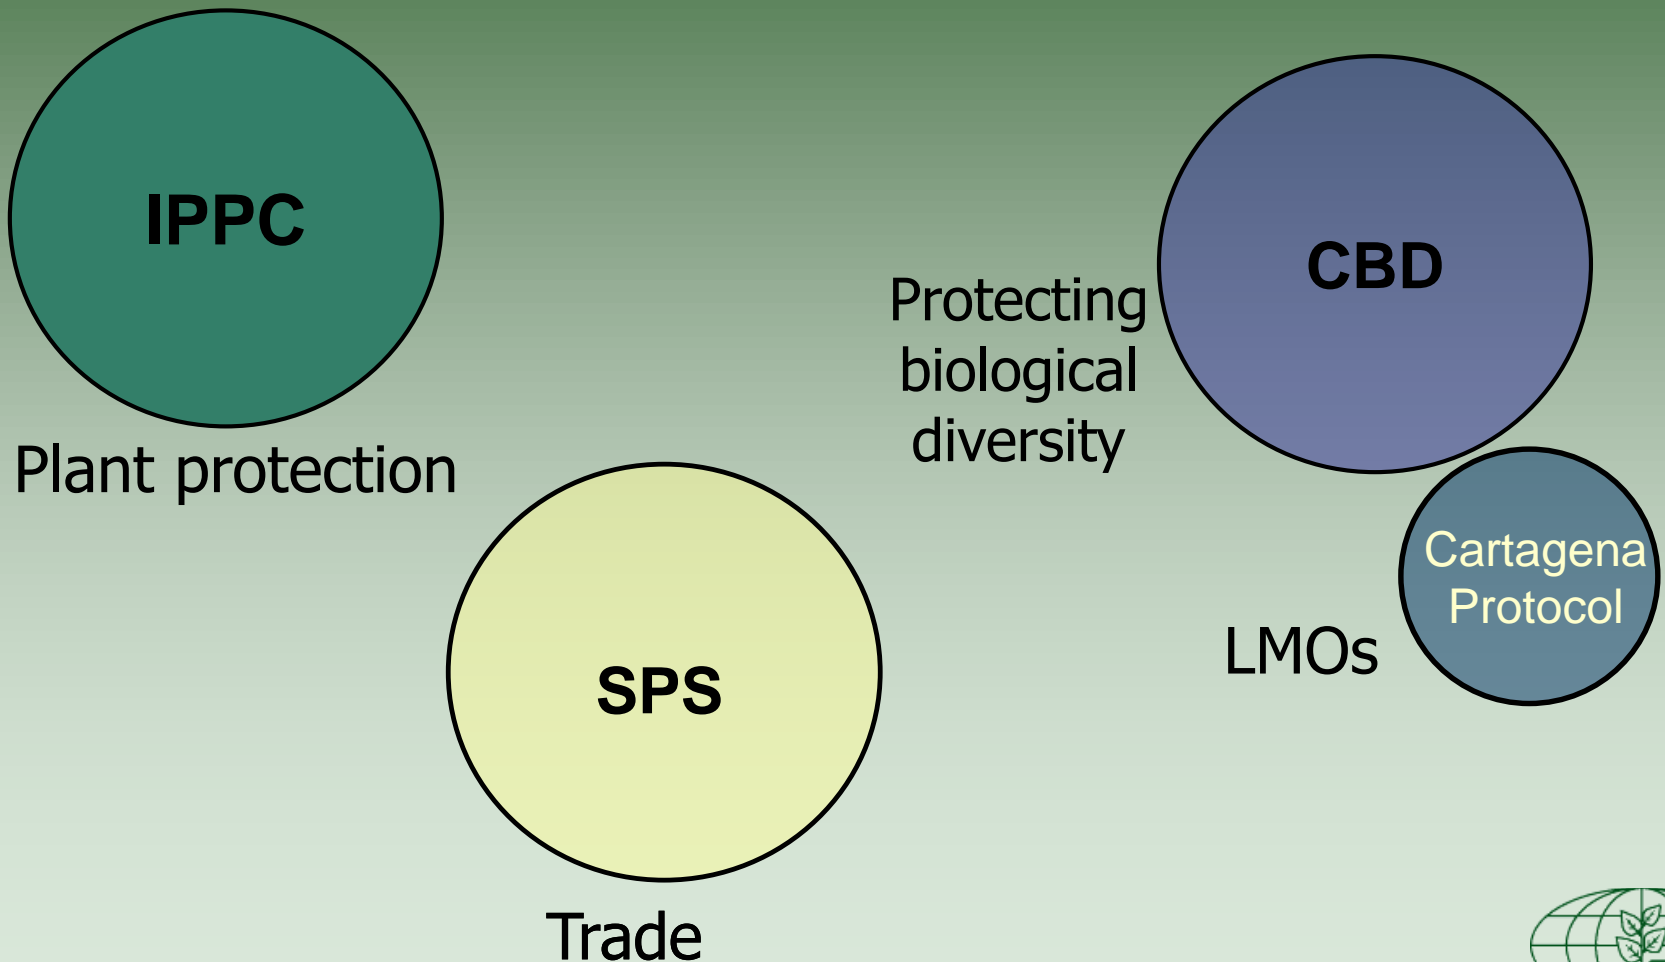 IPPC
Plant protection
CBD
Protecting
biological
diversity
Cartagena
Protocol
LMOs
SPS
Trade